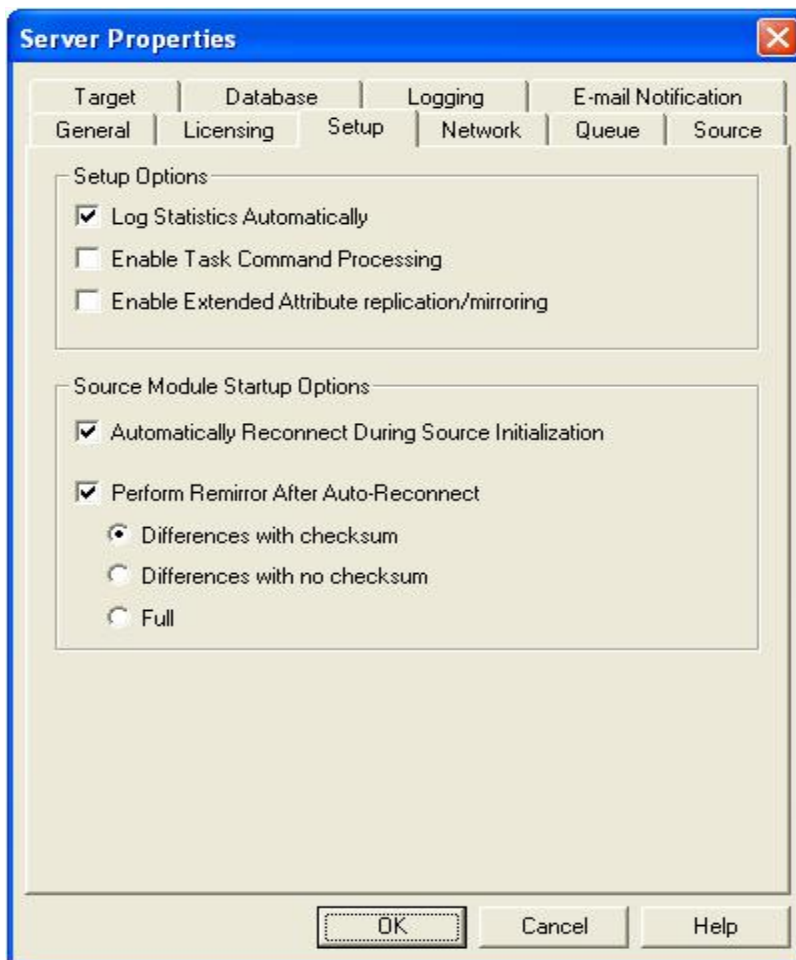 Server Properties
Target Database Logging E-mail Notification
General Licensing Setup Network Queue Source
Setup Options
Log Statistics Automatically
Enable Task Command Processing
Enable Extended Attribute replication/mirroring
Source Module Startup Options
Automatically Reconnect During Source Initialization
Perform Remirror After Auto-Reconnect
Differences with checksum
Differences with no checksum
Full
OK Cancel Help